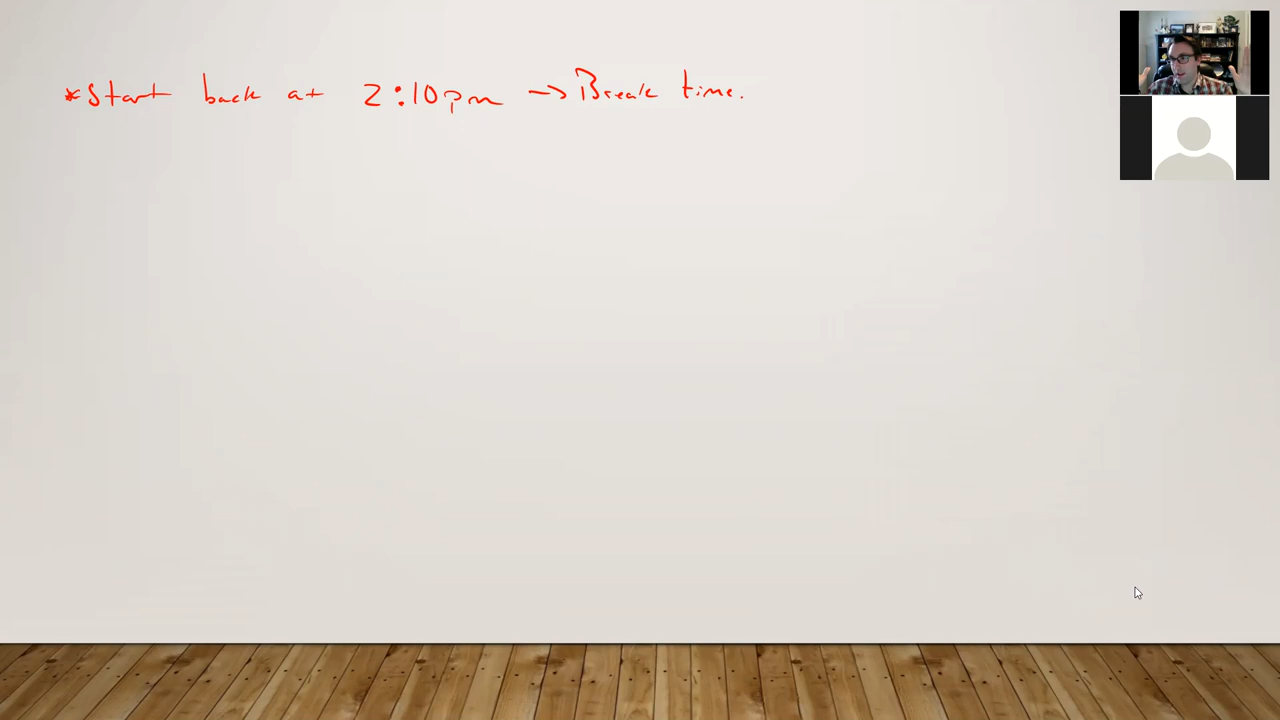 *Start back at 2:10pm → Break time.